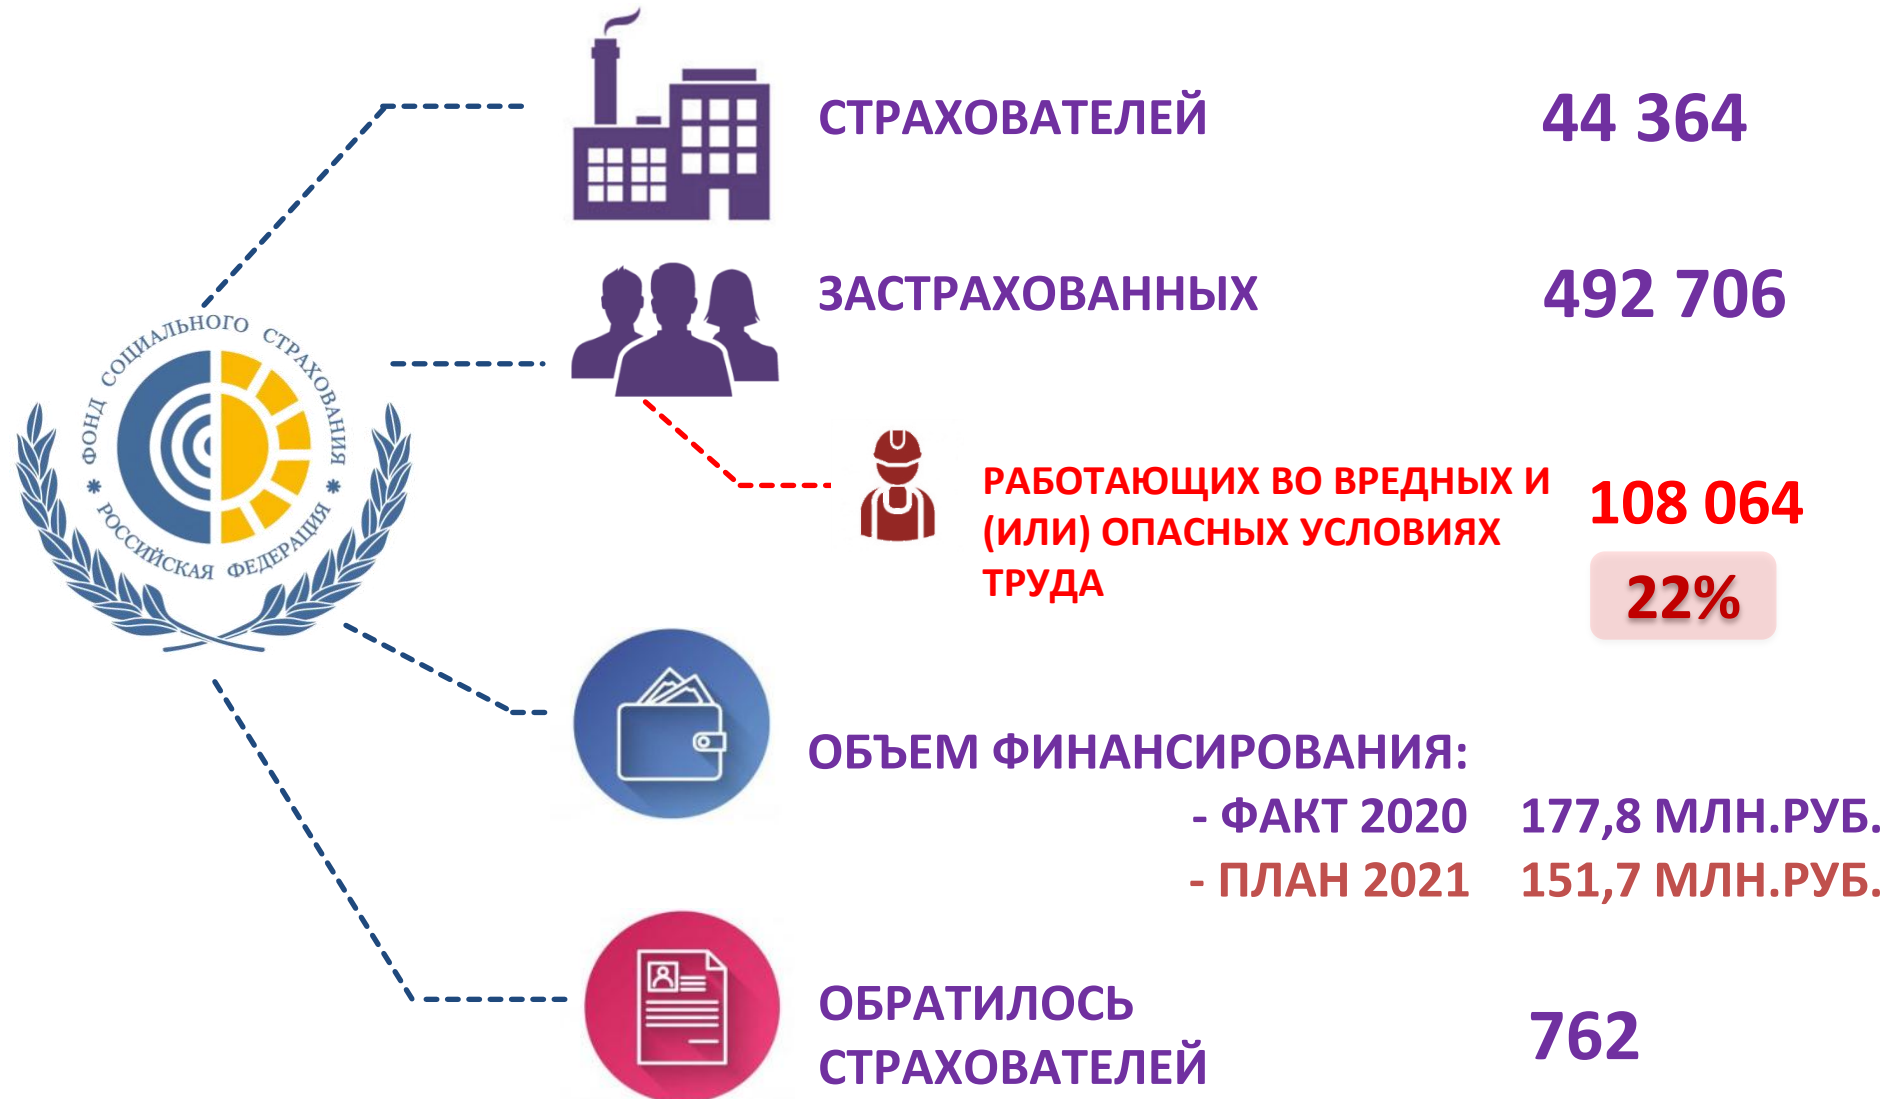 СТРАХОВАТЕЛЕЙ 44 364
ЗАСТРАХОВАННЫХ 492 706
ФОНД СОЦИАЛЬНОГО СТРАХОВАНИЯ
* РОССИЙСКАЯ ФЕДЕРАЦИЯ *
РАБОТАЮЩИХ ВО ВРЕДНЫХ И
(ИЛИ) ОПАСНЫХ УСЛОВИЯХ
ТРУДА
108 064
22%
ОБЪЕМ ФИНАНСИРОВАНИЯ:
- ФАКТ 2020 177,8 МЛН.РУБ.
- ПЛАН 2021 151,7 МЛН.РУБ.
ОБРАТИЛОСЬ
СТРАХОВАТЕЛЕЙ
762